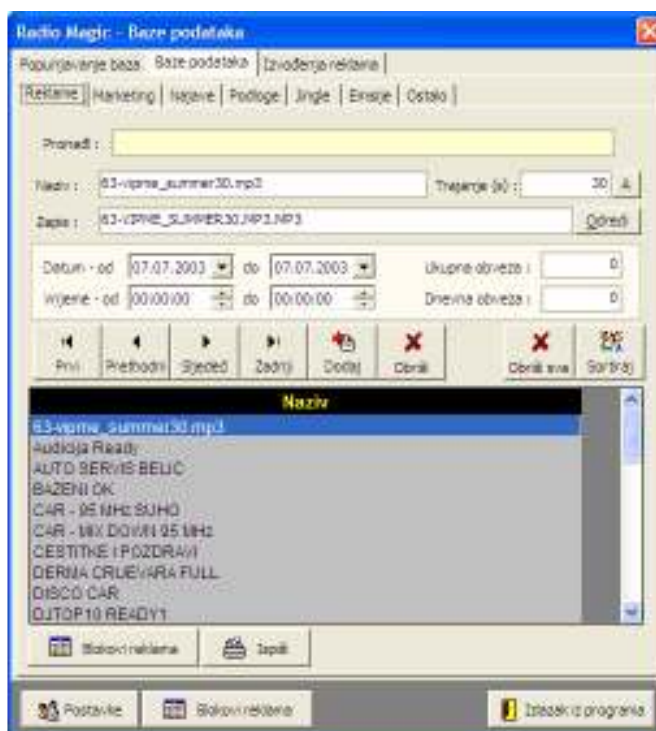 Radio Magic - Baze podataka
Popunjavanje baza Baze podataka Izvođenja reklama
Reklame Marketing Najave Podloge Jingle Emisije Ostalo
Pronađi :
Naziv : 63-vipme_summer30.mp3 Trajanje (s) : 30 A
Zapis : 63-VIPME_SUMMER30.MP3.MP3 Odredi
Datum - od 07.07.2003 do 07.07.2003 Ukupna obveza : 0
Vrijeme - od 00:00:00 do 00:00:00 Dnevna obveza : 0
Prvi Prethodni Sljedeći Zadnji Dodaj Obriši Obriši sve Sortiraj
Naziv
63-vipme_summer30.mp3
Audicija Ready
AUTO SERVIS BELIC
BAZENI OK
CAR - 95 MHz SUHO
CAR - MIX DOWN 95 MHz
CESTITKE I POZDRAVI
DERMA CRIJEVARA FULL
DISCO CAR
DJTOP10 READY1
Blokovi reklama Ispiši
Postavke Blokovi reklama Izlazak iz programa